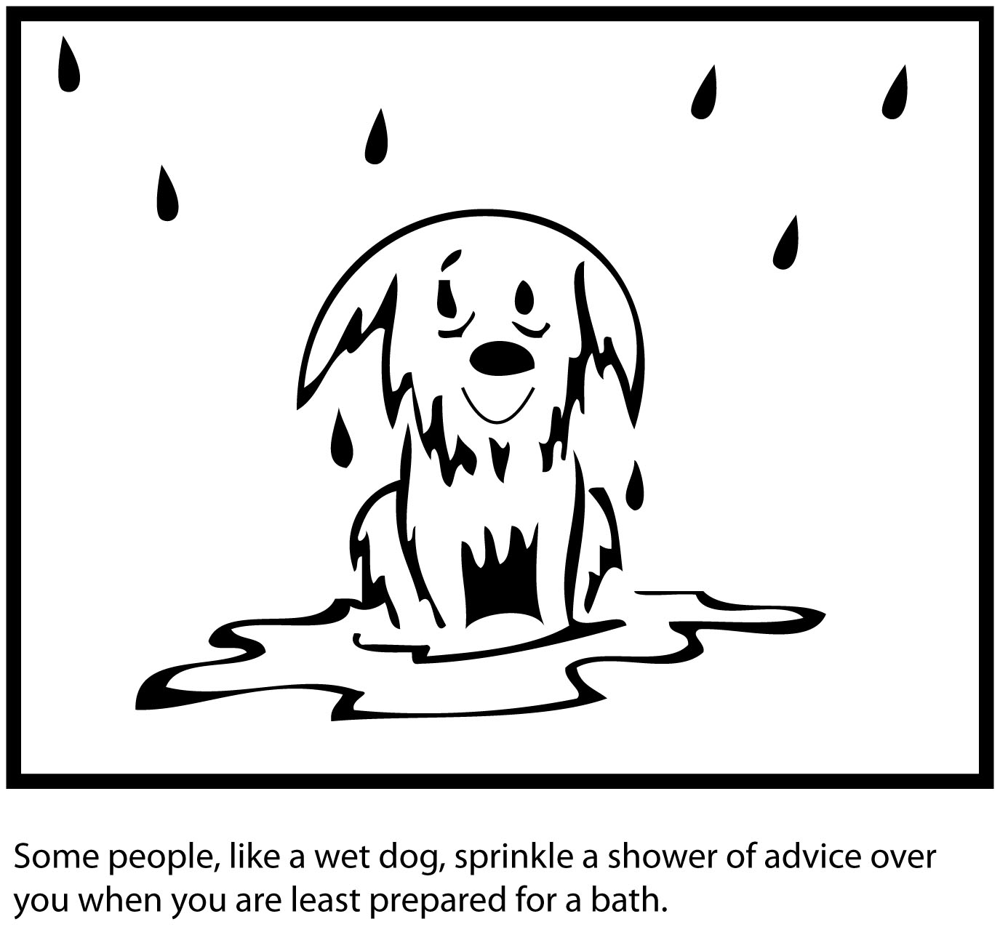 Some people, like a wet dog, sprinkle a shower of advice over
you when you are least prepared for a bath.